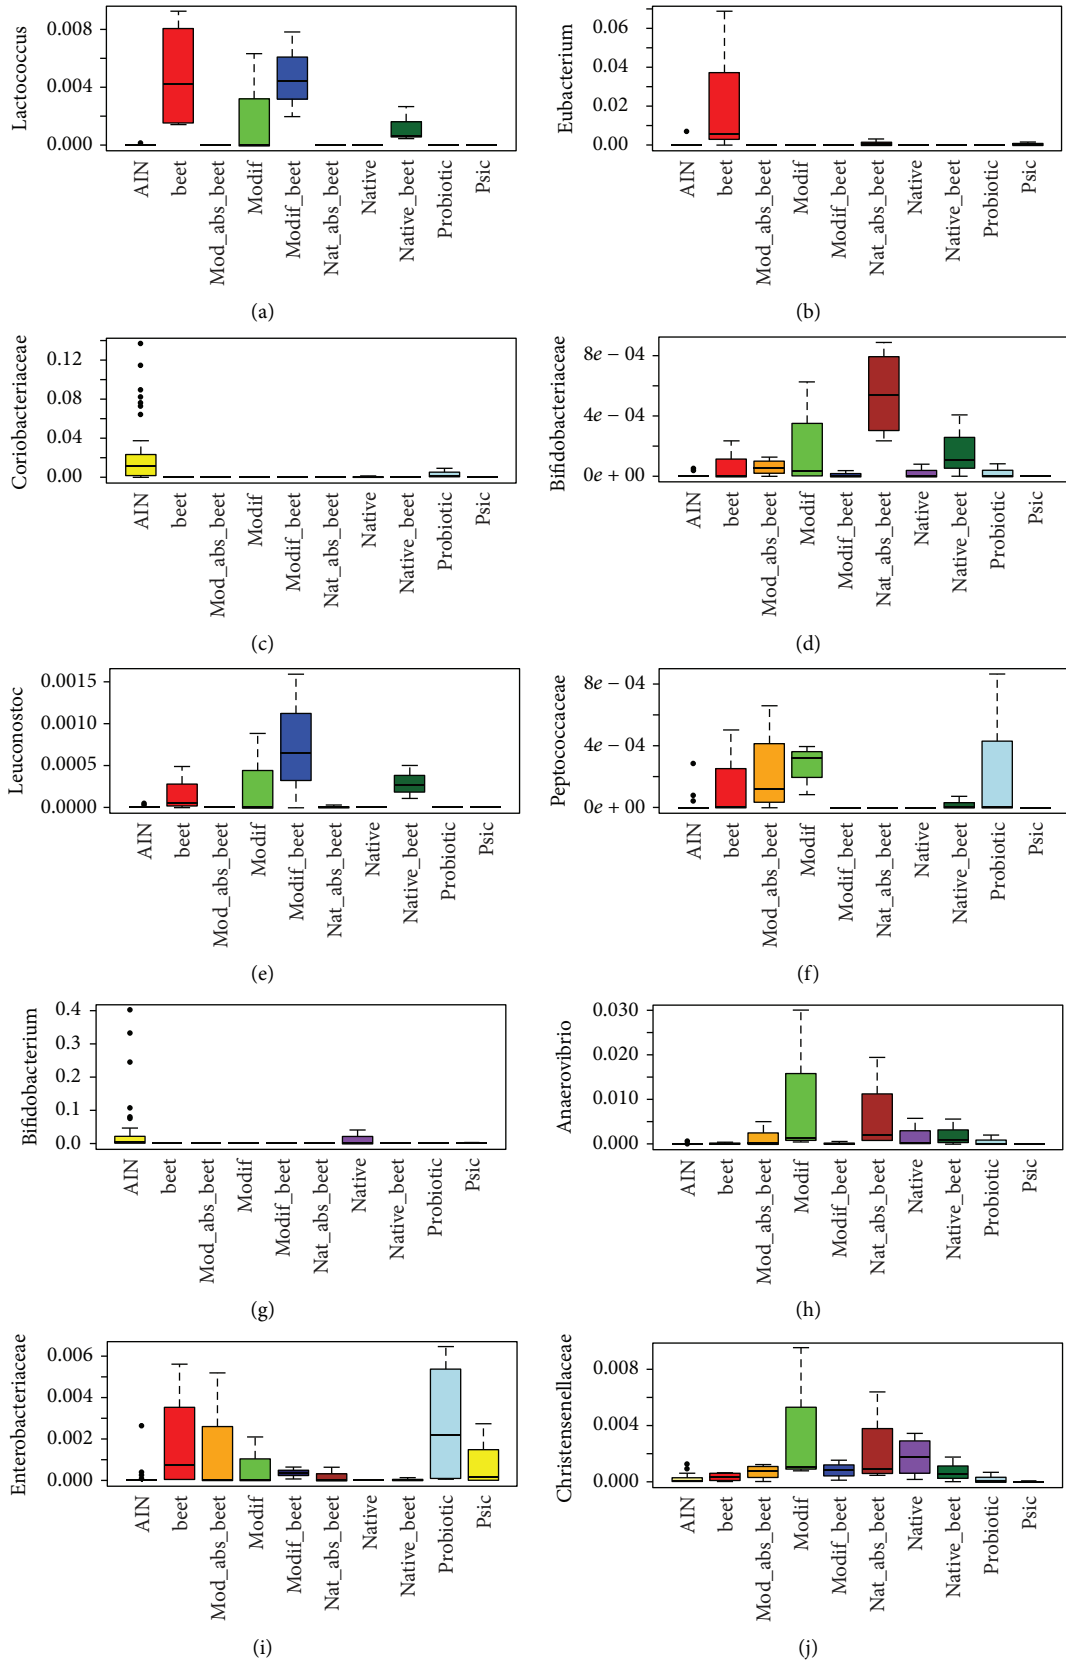 Lactococcus
0.008
0.004
0.000
AIN
beet
Mod_abs_beet
Modif
Modif_beet
Nat_abs_beet
Native
Native_beet
Probiotic
Psic
(a)
Eubacterium
0.06
0.04
0.02
0.00
AIN
beet
Mod_abs_beet
Modif
Modif_beet
Nat_abs_beet
Native
Native_beet
Probiotic
Psic
(b)
Coriobacteriaceae
0.12
0.08
0.04
0.00
AIN
beet
Mod_abs_beet
Modif
Modif_beet
Nat_abs_beet
Native
Native_beet
Probiotic
Psic
(c)
Bifidobacteriaceae
8e − 04
4e − 04
0e + 00
AIN
beet
Mod_abs_beet
Modif
Modif_beet
Nat_abs_beet
Native
Native_beet
Probiotic
Psic
(d)
Leuconostoc
0.0015
0.0010
0.0005
0.0000
AIN
beet
Mod_abs_beet
Modif
Modif_beet
Nat_abs_beet
Native
Native_beet
Probiotic
Psic
(e)
Peptococcaceae
8e − 04
4e − 04
0e + 00
AIN
beet
Mod_abs_beet
Modif
Modif_beet
Nat_abs_beet
Native
Native_beet
Probiotic
Psic
(f)
Bifidobacterium
0.4
0.3
0.2
0.1
0.0
AIN
beet
Mod_abs_beet
Modif
Modif_beet
Nat_abs_beet
Native
Native_beet
Probiotic
Psic
(g)
Anaerovibrio
0.030
0.020
0.010
0.000
AIN
beet
Mod_abs_beet
Modif
Modif_beet
Nat_abs_beet
Native
Native_beet
Probiotic
Psic
(h)
Enterobacteriaceae
0.006
0.004
0.002
0.000
AIN
beet
Mod_abs_beet
Modif
Modif_beet
Nat_abs_beet
Native
Native_beet
Probiotic
Psic
(i)
Christensenellaceae
0.008
0.004
0.000
AIN
beet
Mod_abs_beet
Modif
Modif_beet
Nat_abs_beet
Native
Native_beet
Probiotic
Psic
(j)